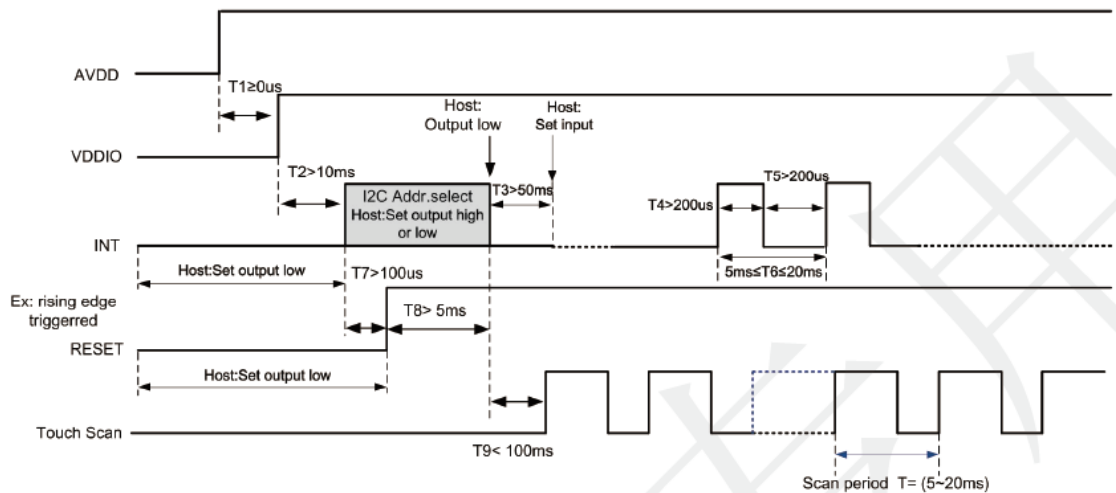 AVDD
T1≥0us
VDDIO
Host:
Output low
Host:
Set input
T2>10ms
I2C Addr.select
Host:Set output high
or low
T3>50ms
T4>200us
T5>200us
INT
Host:Set output low
T7>100us
5ms≤T6≤20ms
Ex: rising edge
triggerred
T8> 5ms
RESET
Host:Set output low
Touch Scan
T9< 100ms
Scan period T= (5~20ms)